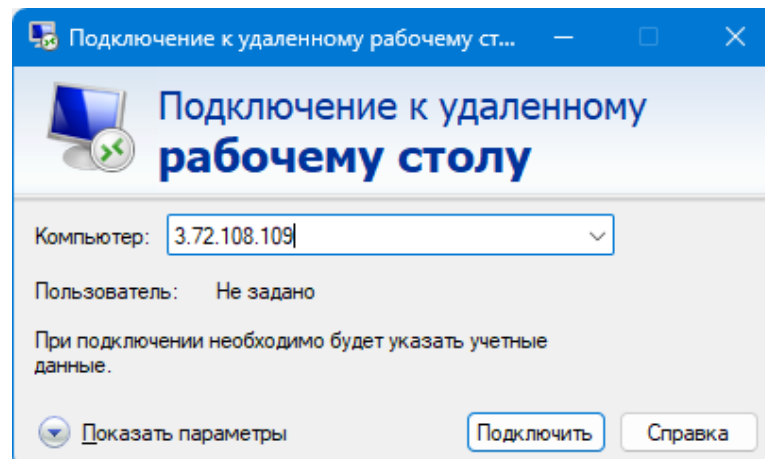 Подключение к удаленному рабочему ст...
Подключение к удаленному
рабочему столу
Компьютер: 3.72.108.109
Пользователь: Не задано
При подключении необходимо будет указать учетные
данные.
Показать параметры Подключить Справка